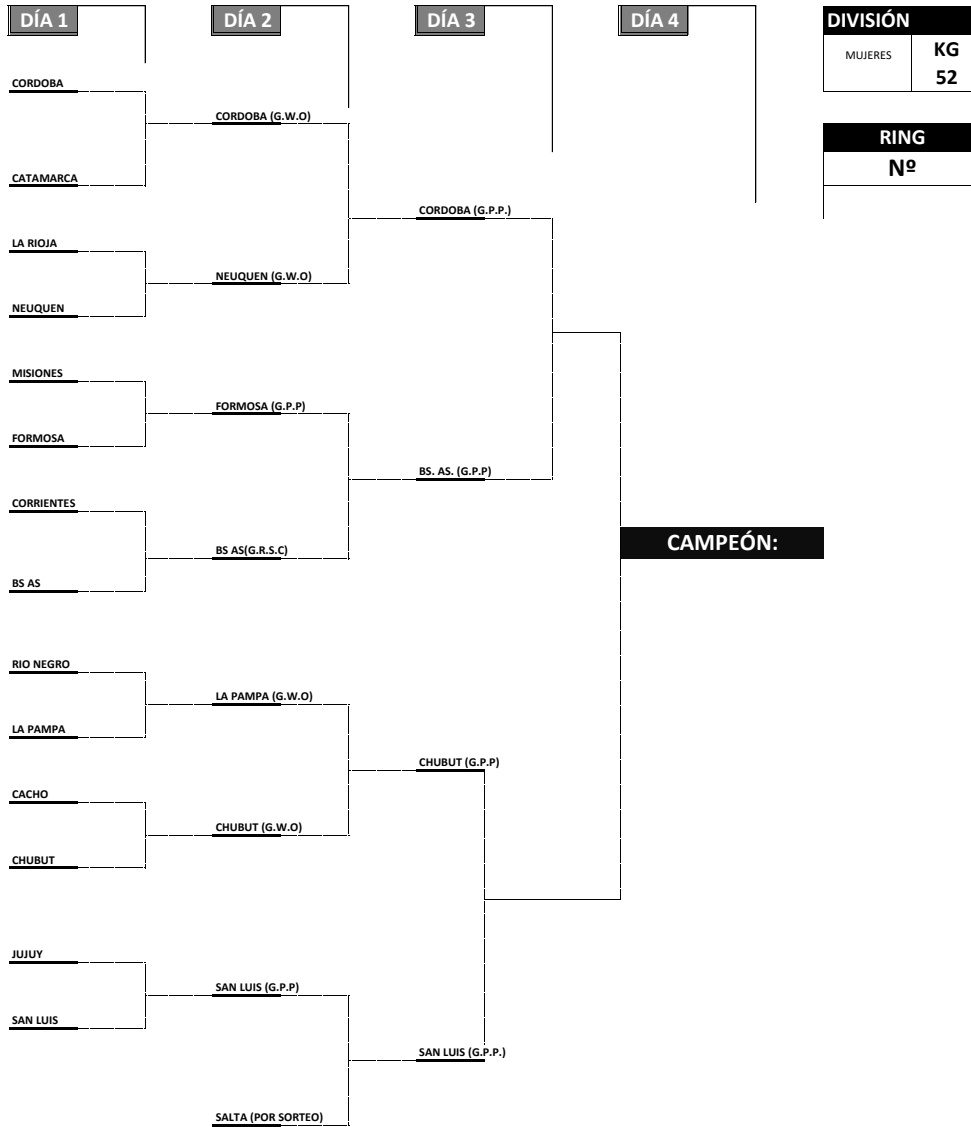 DÍA 1
DÍA 2
DÍA 3
DÍA 4
DIVISIÓN
MUJERES
KG
52
RING
Nº
CORDOBA
CORDOBA (G.W.O)
CATAMARCA
CORDOBA (G.P.P.)
LA RIOJA
NEUQUEN (G.W.O)
NEUQUEN
MISIONES
FORMOSA (G.P.P)
FORMOSA
BS. AS. (G.P.P)
CORRIENTES
CAMPEÓN:
BS AS(G.R.S.C)
BS AS
RIO NEGRO
LA PAMPA (G.W.O)
LA PAMPA
CHUBUT (G.P.P)
CACHO
CHUBUT (G.W.O)
CHUBUT
JUJUY
SAN LUIS (G.P.P)
SAN LUIS
SAN LUIS (G.P.P.)
SALTA (POR SORTEO)